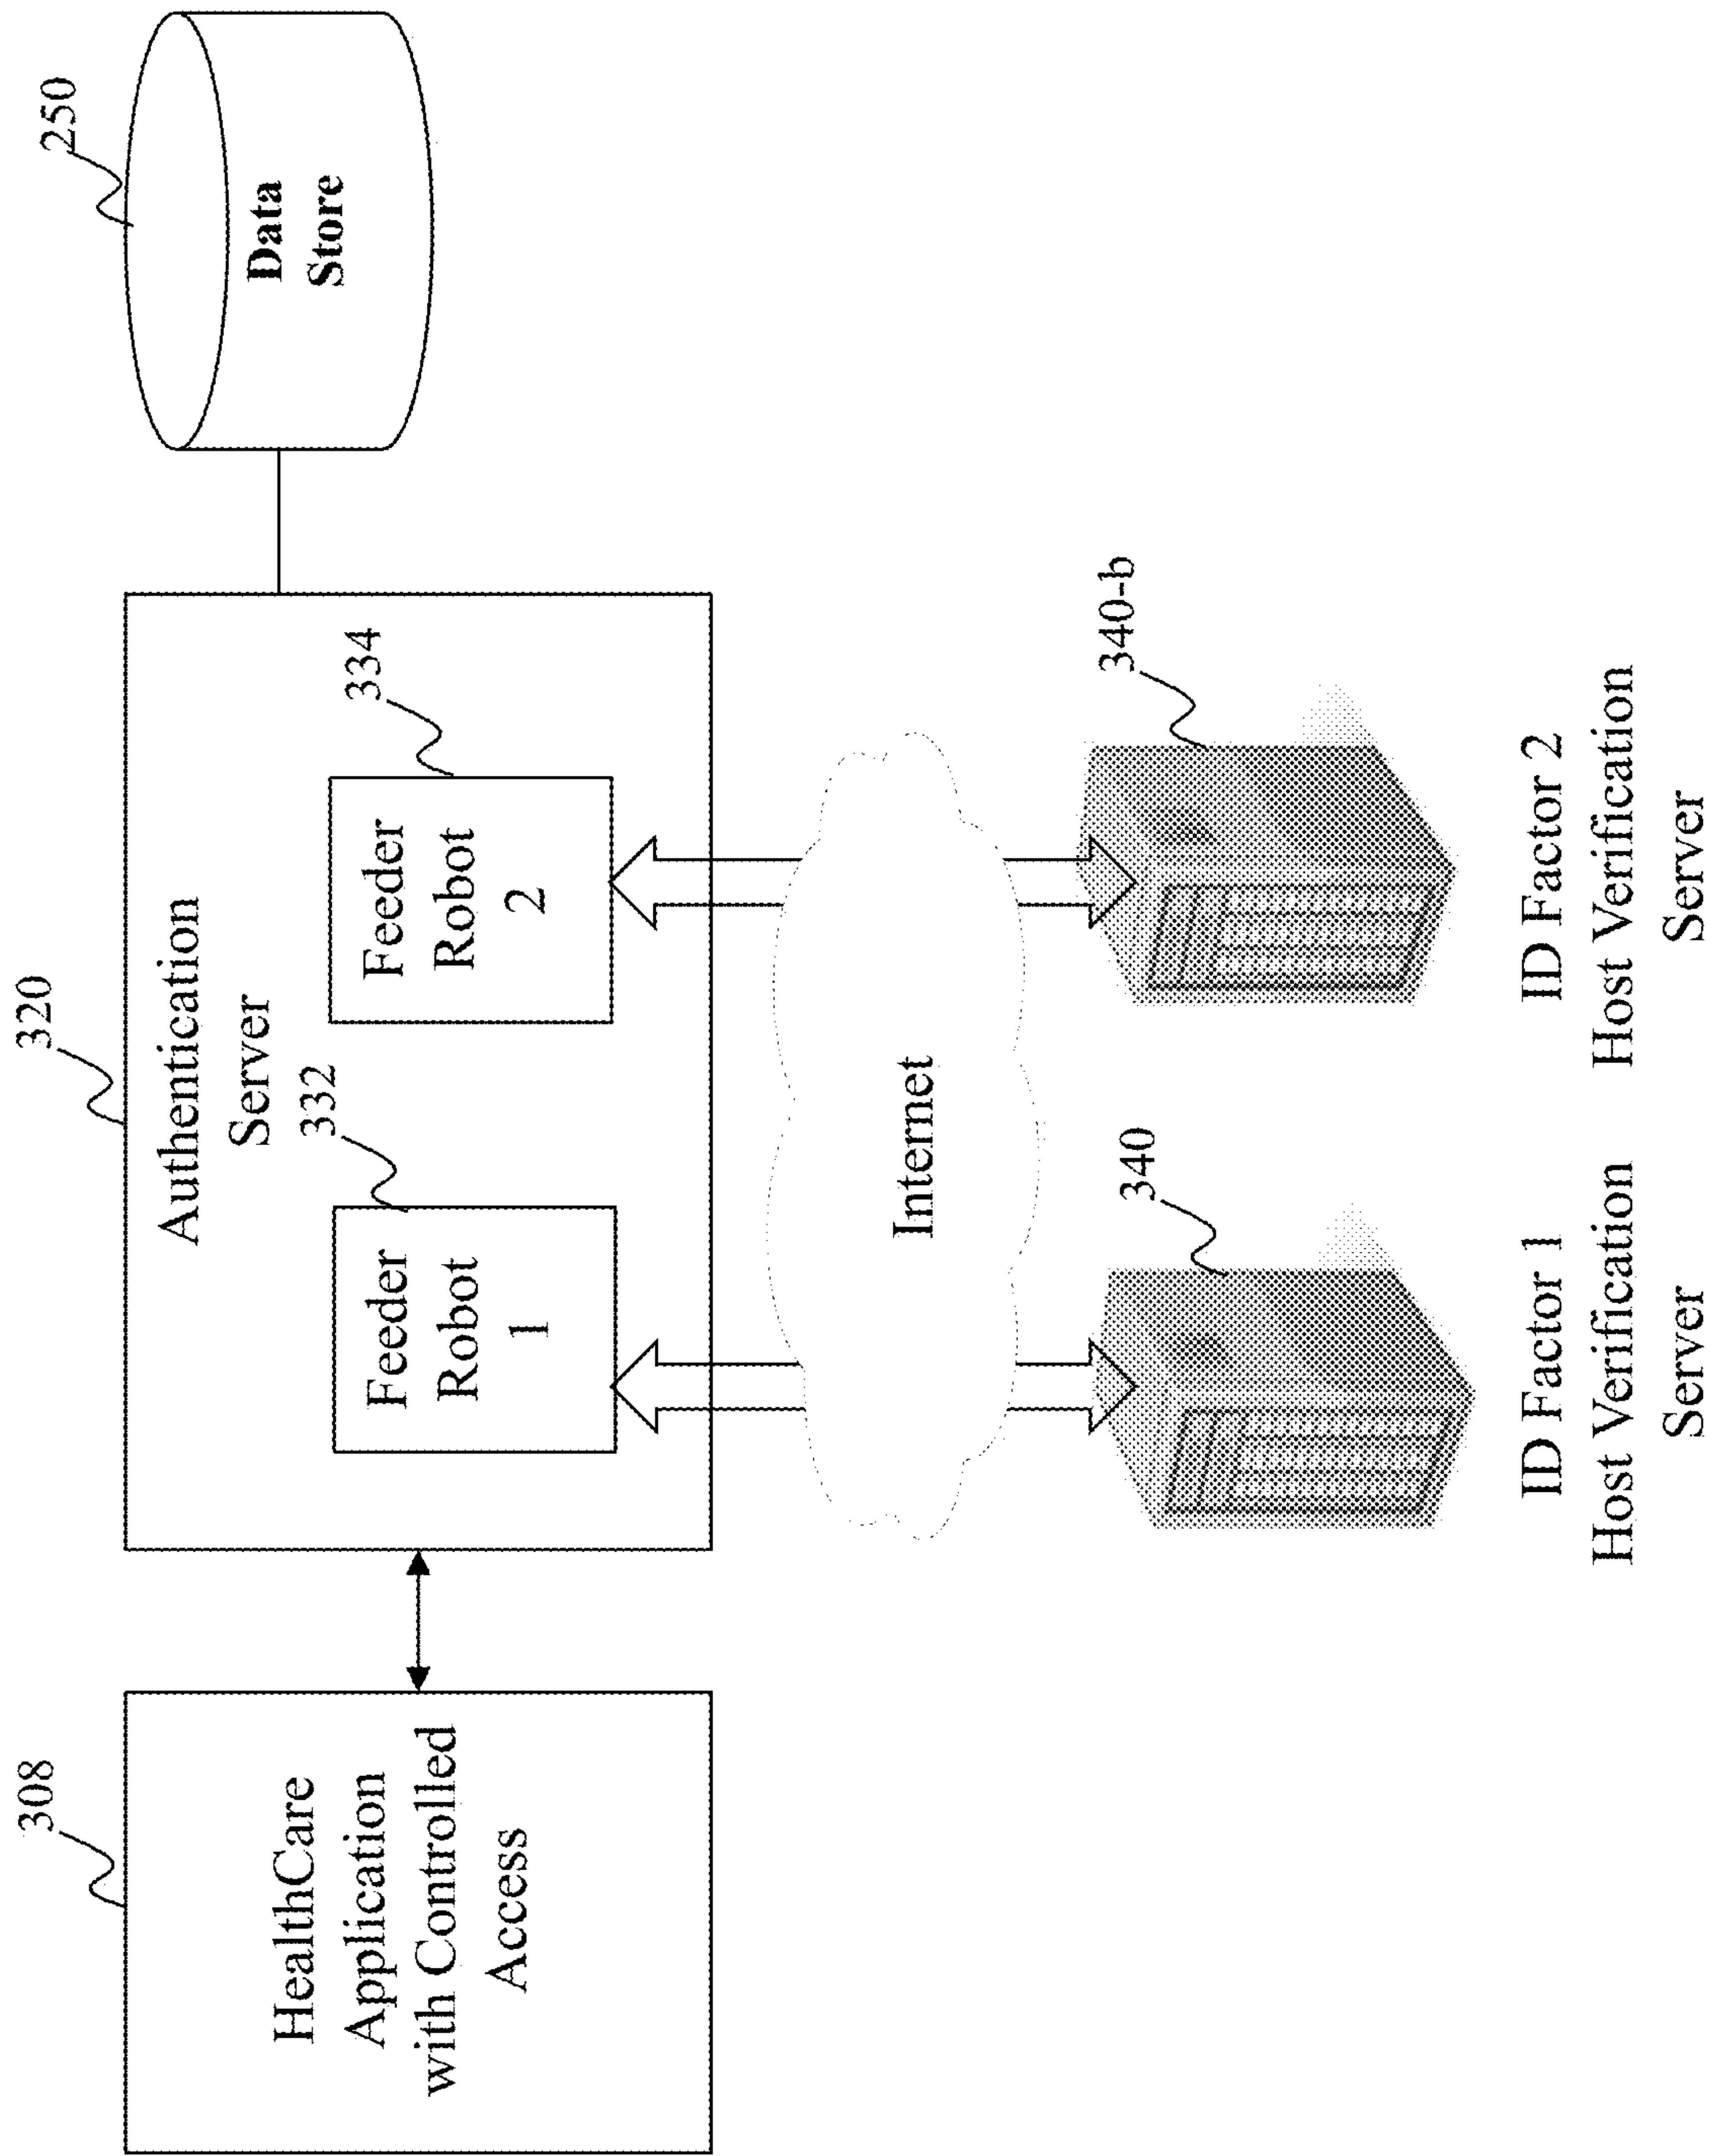 308
HealthCare
Application
with Controlled
Access
320
Authentication
Server
332
Feeder
Robot
1
334
Feeder
Robot
2
250
Data
Store
Internet
340
ID Factor 1
Host Verification
Server
340-b
ID Factor 2
Host Verification
Server